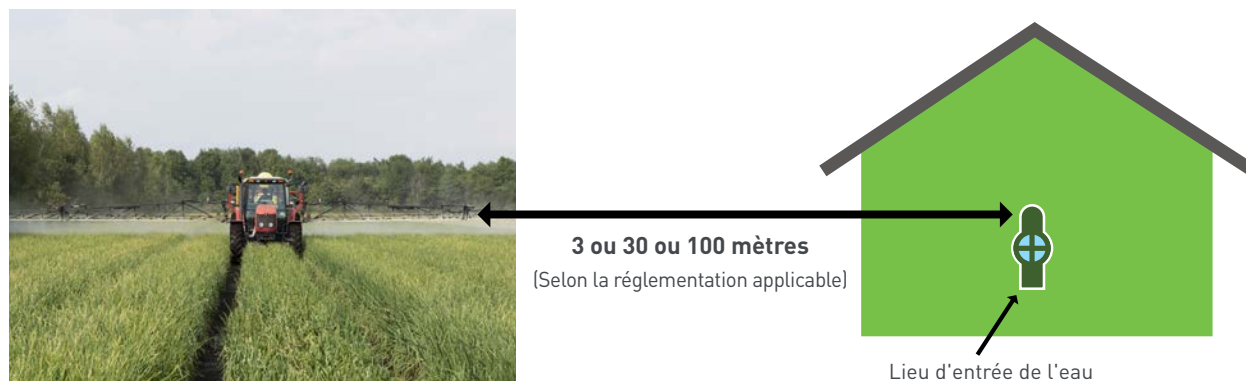 3 ou 30 ou 100 mètres
(Selon la réglementation applicable)
Lieu d'entrée de l'eau